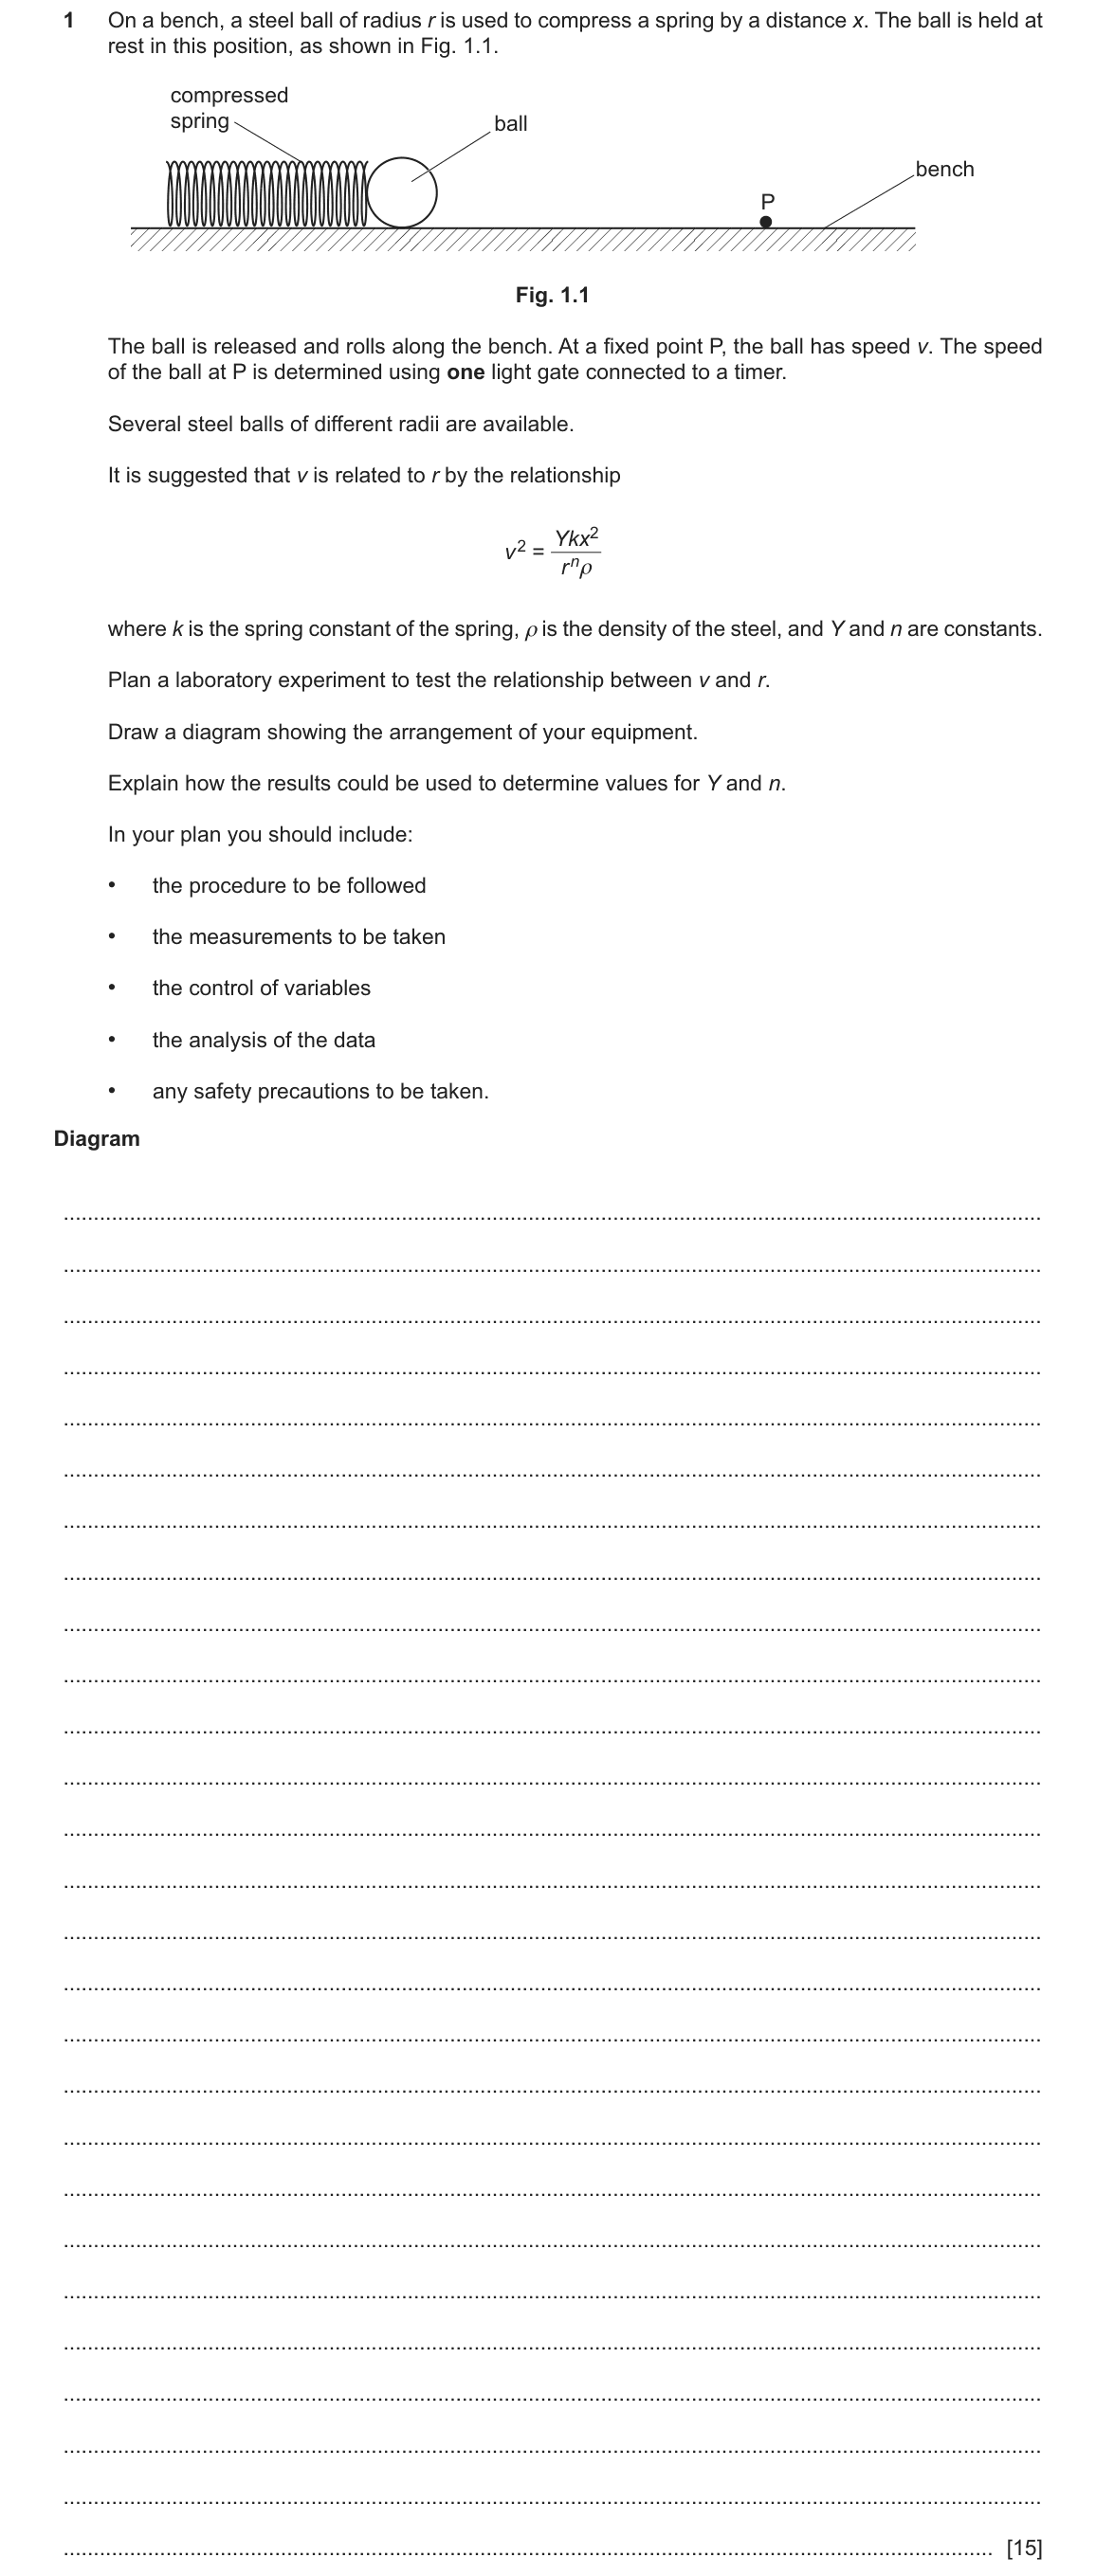 1 On a bench, a steel ball of radius r is used to compress a spring by a distance x. The ball is held at
rest in this position, as shown in Fig. 1.1.
compressed
spring
ball
bench
P
Fig. 1.1
The ball is released and rolls along the bench. At a fixed point P, the ball has speed v. The speed
of the ball at P is determined using one light gate connected to a timer.
Several steel balls of different radii are available.
It is suggested that v is related to r by the relationship
v² = Ykx² / rⁿρ
where k is the spring constant of the spring, ρ is the density of the steel, and Y and n are constants.
Plan a laboratory experiment to test the relationship between v and r.
Draw a diagram showing the arrangement of your equipment.
Explain how the results could be used to determine values for Y and n.
In your plan you should include:
• the procedure to be followed
• the measurements to be taken
• the control of variables
• the analysis of the data
• any safety precautions to be taken.
Diagram
[15]